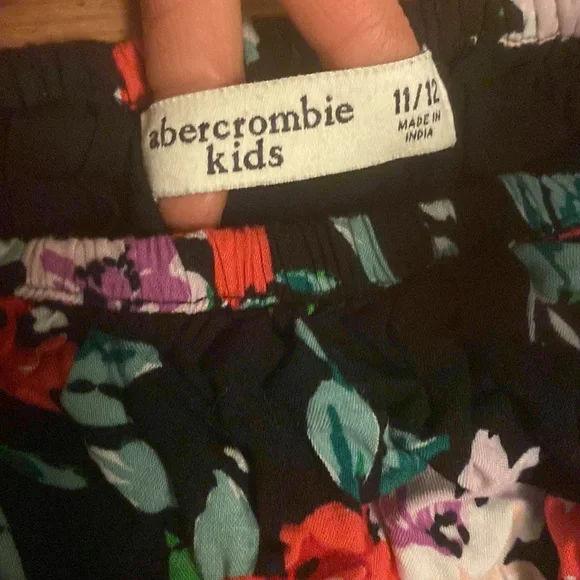 abercrombie
kids
11/12
MADE IN
INDIA